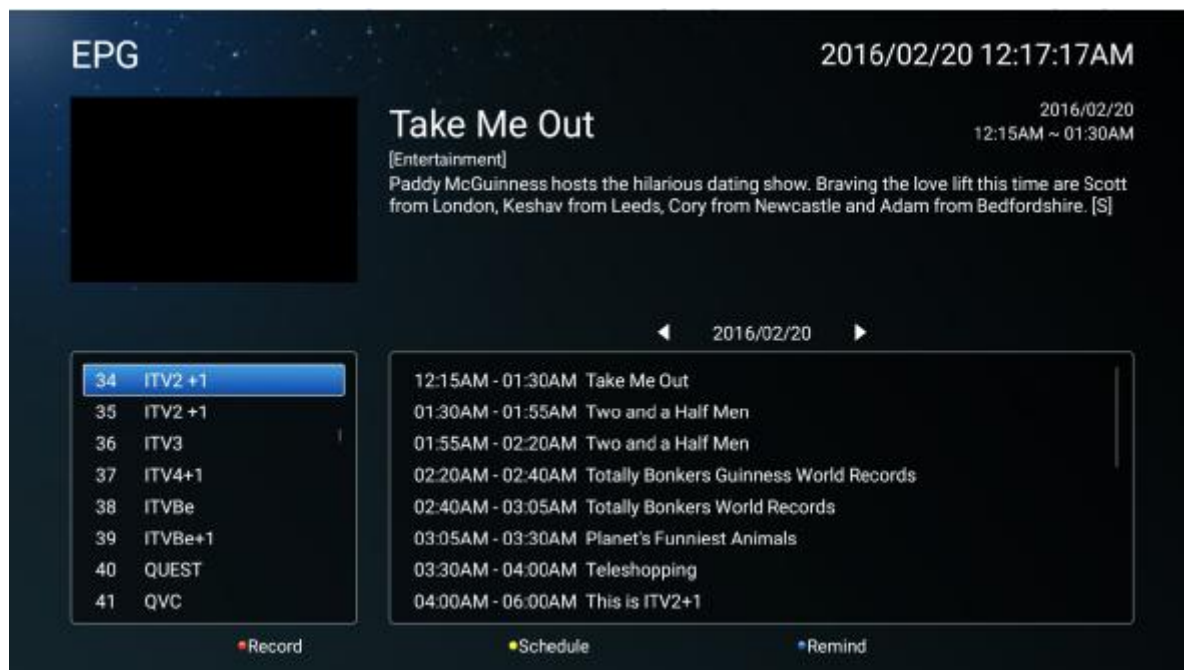 EPG
2016/02/20 12:17:17AM
Take Me Out
2016/02/20
12:15AM ~ 01:30AM
[Entertainment]
Paddy McGuinness hosts the hilarious dating show. Braving the love lift this time are Scott
from London, Keshav from Leeds, Cory from Newcastle and Adam from Bedfordshire. [S]
2016/02/20
34 ITV2 +1
35 ITV2 +1
36 ITV3
37 ITV4+1
38 ITVBe
39 ITVBe+1
40 QUEST
41 QVC
12:15AM - 01:30AM Take Me Out
01:30AM - 01:55AM Two and a Half Men
01:55AM - 02:20AM Two and a Half Men
02:20AM - 02:40AM Totally Bonkers Guinness World Records
02:40AM - 03:05AM Totally Bonkers World Records
03:05AM - 03:30AM Planet's Funniest Animals
03:30AM - 04:00AM Teleshopping
04:00AM - 06:00AM This is ITV2+1
Record
Schedule
Remind